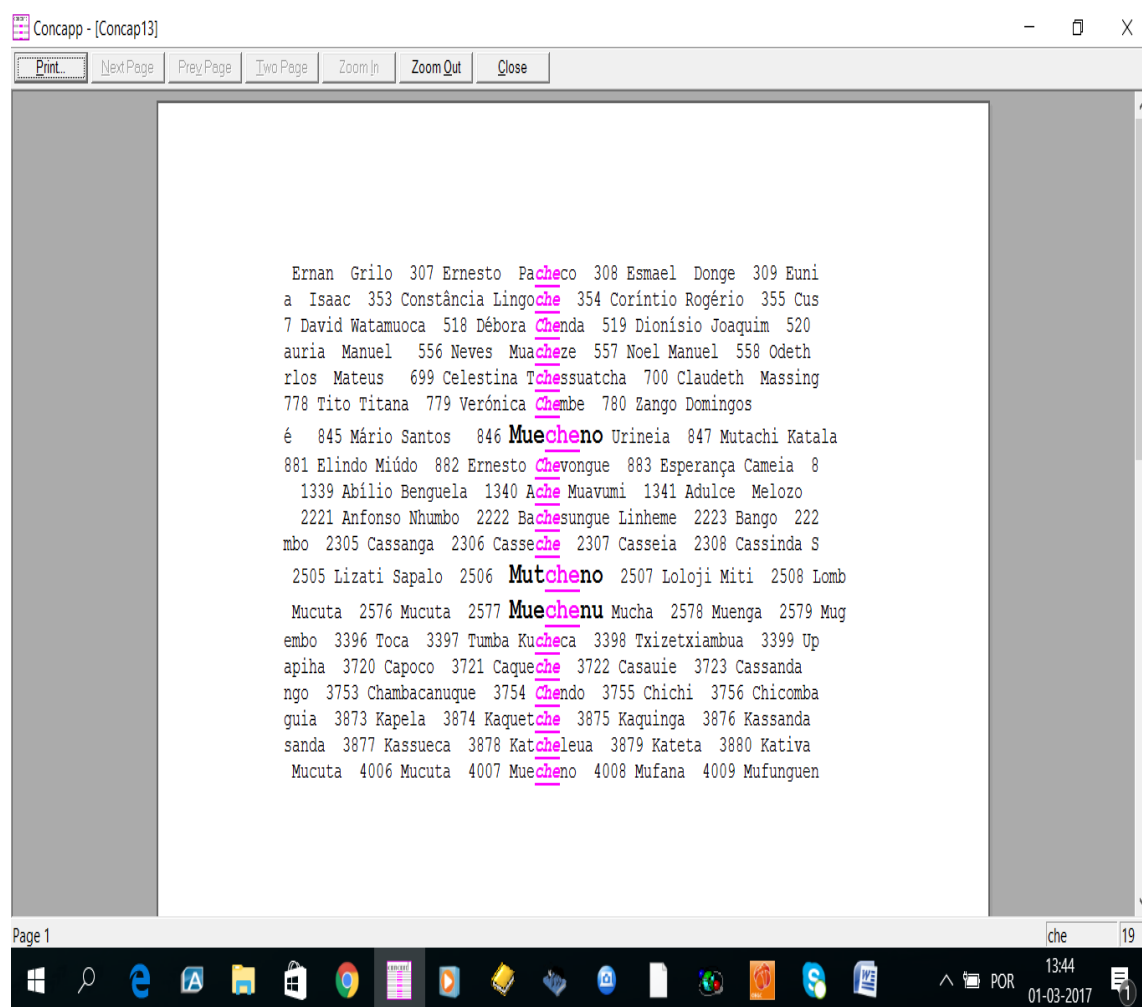 Concapp - [Concap13]
Print... Next Page Prev Page Two Page Zoom In Zoom Out Close
Ernan Grilo 307 Ernesto Pacheco 308 Esmael Donge 309 Euni
a Isaac 353 Constância Lingoche 354 Coríntio Rogério 355 Cus
7 David Watamuoca 518 Débora Chenda 519 Dionísio Joaquim 520
auria Manuel 556 Neves Muacheze 557 Noel Manuel 558 Odeth
rlos Mateus 699 Celestina Tchessuatcha 700 Claudeth Massing
778 Tito Titana 779 Verónica Chembe 780 Zango Domingos
é 845 Mário Santos 846 Muecheno Urineia 847 Mutachi Katala
881 Elindo Miúdo 882 Ernesto Chevongue 883 Esperança Cameia 8
1339 Abílio Benguela 1340 Ache Muavumi 1341 Adulce Melozo
2221 Anfonso Nhumbo 2222 Bachesungue Linheme 2223 Bango 222
mbo 2305 Cassanga 2306 Casseche 2307 Casseia 2308 Cassinda S
2505 Lizati Sapalo 2506 Mutcheno 2507 Loloji Miti 2508 Lomb
Mucuta 2576 Mucuta 2577 Muechenu Mucha 2578 Muenga 2579 Mug
embo 3396 Toca 3397 Tumba Kucheca 3398 Txizetxiambua 3399 Up
apiha 3720 Capoco 3721 Caqueche 3722 Casauie 3723 Cassanda
ngo 3753 Chambacanuque 3754 Chendo 3755 Chichi 3756 Chicomba
guia 3873 Kapela 3874 Kaquetche 3875 Kaquinga 3876 Kassanda
sanda 3877 Kassueca 3878 Katcheleua 3879 Kateta 3880 Kativa
Mucuta 4006 Mucuta 4007 Muecheno 4008 Mufana 4009 Mufunguen
Page 1 che 19
POR 13:44
01-03-2017 1